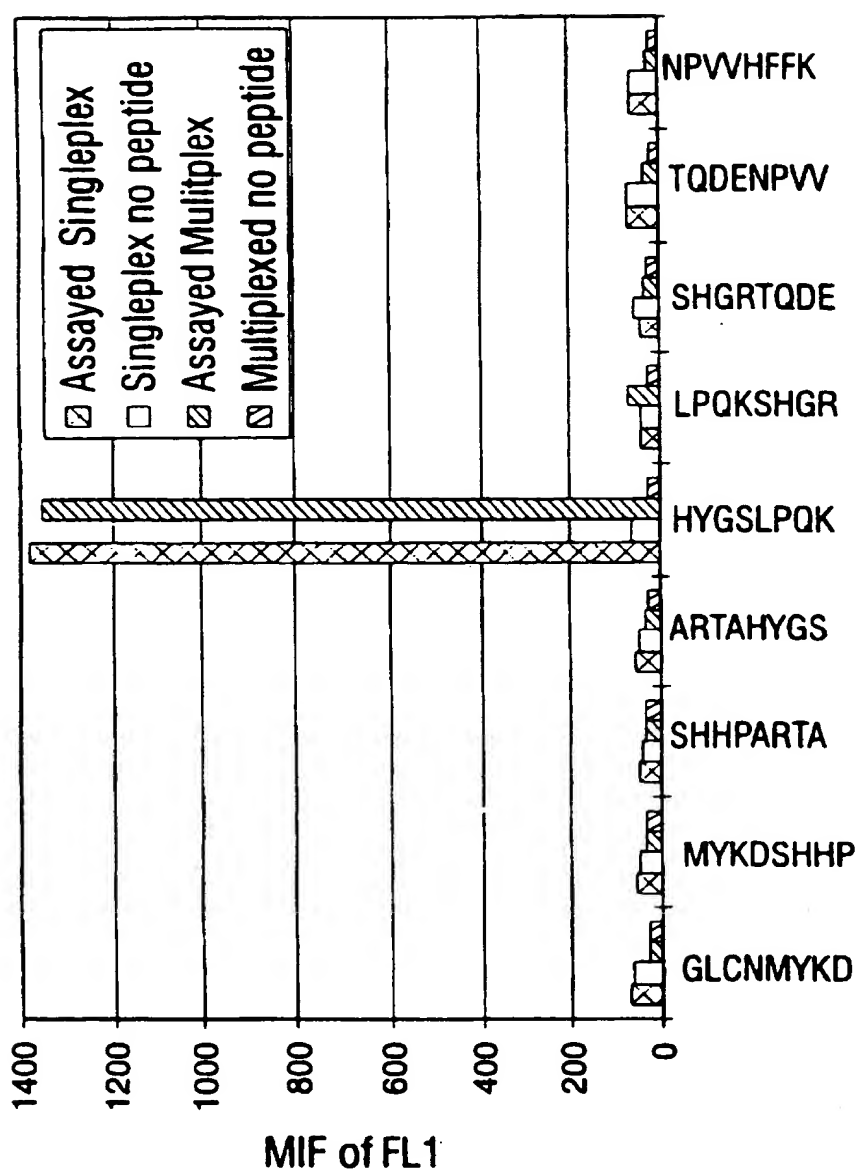 MIF of FL1
1400
1200
1000
800
600
400
200
0
Assayed Singleplex
Singleplex no peptide
Assayed Mulitplex
Multiplexed no peptide
GLCNMYKD
MYKDSHHP
SHHPARTA
ARTAHYGS
HYGSLPQK
LPQKSHGR
SHGRTQDE
TQDENPVV
NPVVHFFK